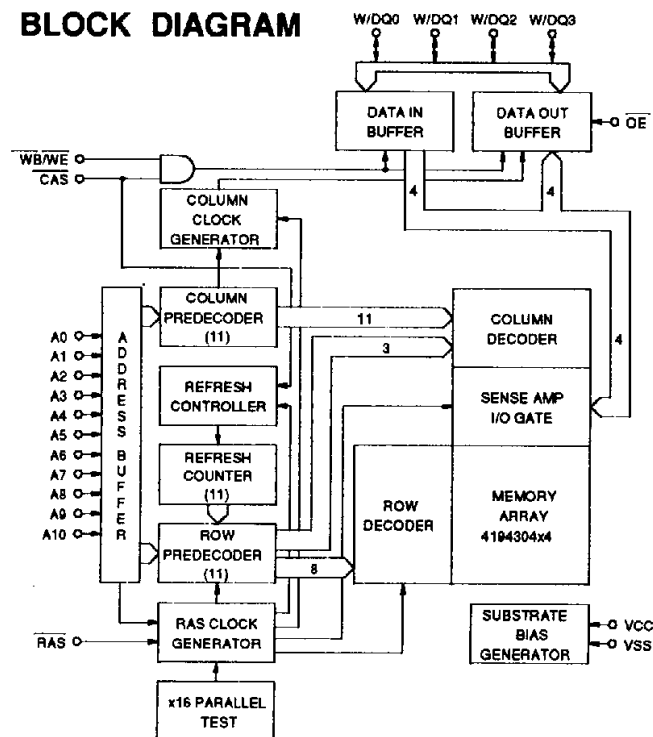 BLOCK DIAGRAM
W/DQ0 W/DQ1 W/DQ2 W/DQ3
DATA IN
BUFFER
DATA OUT
BUFFER
OE
WB/WE
CAS
4
4
COLUMN
CLOCK
GENERATOR
COLUMN
PREDECODER
(11)
11
3
COLUMN
DECODER
4
A0
A1
A2
A3
A4
A5
A6
A7
A8
A9
A10
ADDRESS BUFFER
REFRESH
CONTROLLER
SENSE AMP
I/O GATE
REFRESH
COUNTER
(11)
ROW
DECODER
MEMORY
ARRAY
4194304x4
ROW
PREDECODER
(11)
8
RAS
RAS CLOCK
GENERATOR
SUBSTRATE
BIAS
GENERATOR
VCC
VSS
x16 PARALLEL
TEST